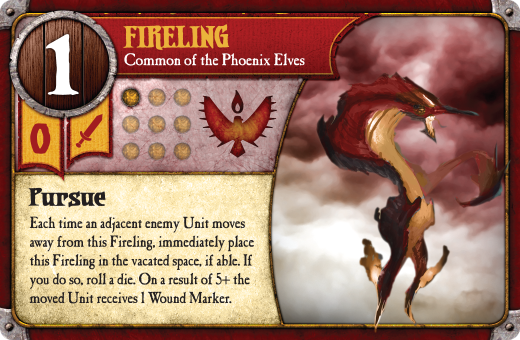 1
FIRELING
Common of the Phoenix Elves
0
Pursue
Each time an adjacent enemy Unit moves
away from this Fireling, immediately place
this Fireling in the vacated space, if able. If
you do so, roll a die. On a result of 5+ the
moved Unit receives 1 Wound Marker.